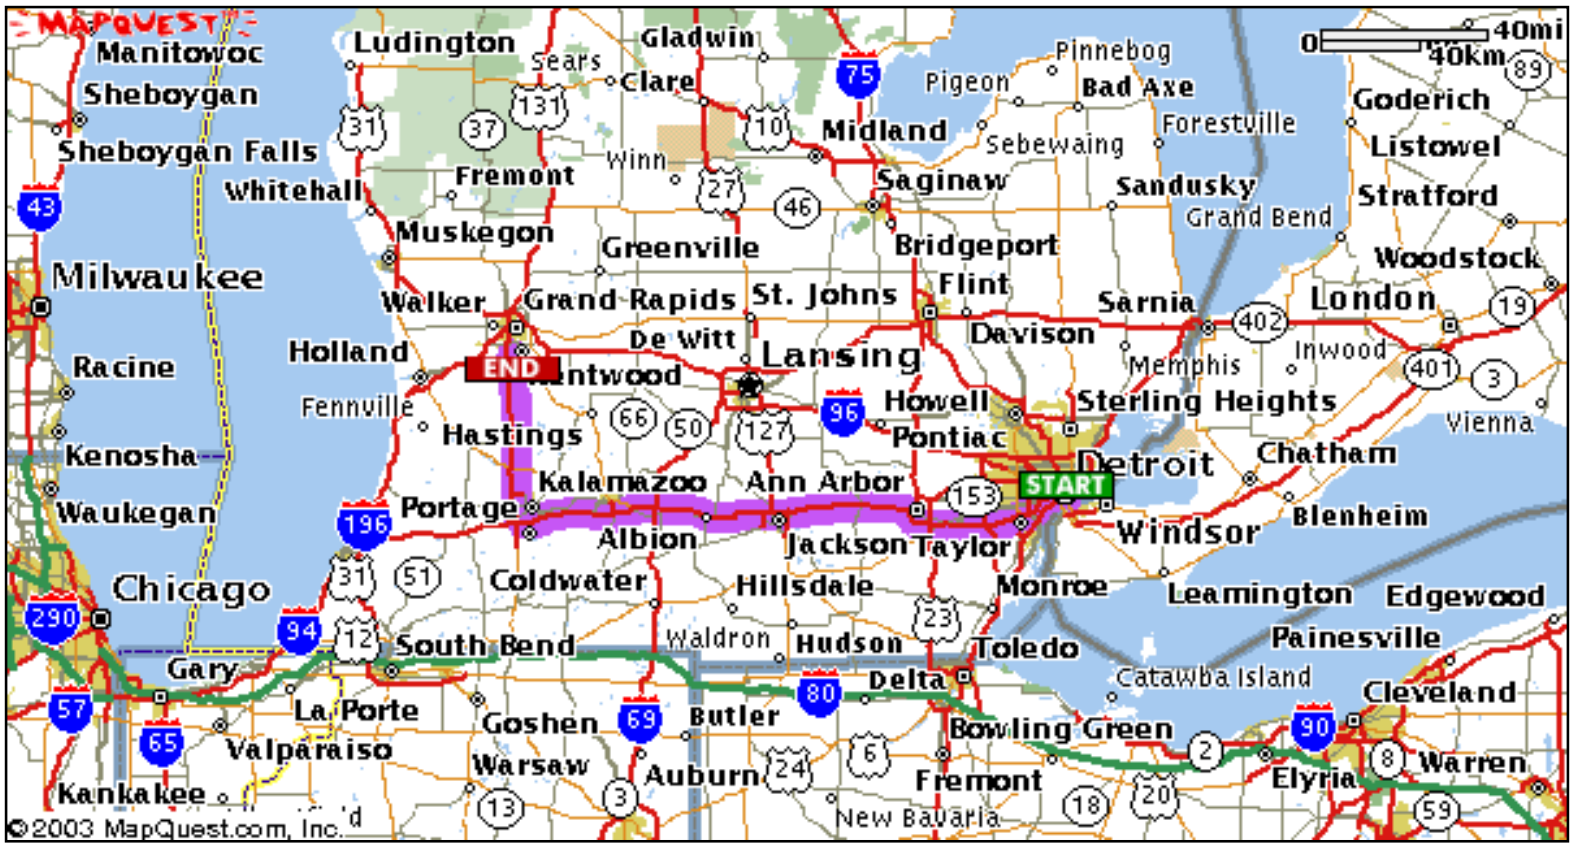 MAPQUEST
Manitowoc
Ludington
Gladwin
40mi
0
40km
Sears
Clare
75
Pinnebog
Pigeon
Bad Axe
89
Sheboygan
131
Goderich
31
37
10
Midland
Forestville
Sebewaing
Listowel
Sheboygan Falls
Winn
Fremont
Whitehall
27
Saginaw
Sandusky
Stratford
43
46
Grand Bend
Muskegon
Greenville
Bridgeport
Woodstock
Milwaukee
Walker
Grand Rapids
St. Johns
Flint
Sarnia
London
19
402
De Witt
Davison
Holland
Lansing
Memphis
Inwood
Racine
END
401
3
Fennville
66
50
127
96
Howell
Sterling Heights
Vienna
Hastings
Pontiac
Kenosha
Detroit
Chatham
Kalamazoo
Ann Arbor
START
153
Waukegan
Portage
196
Windsor
Blenheim
Albion
Jackson
Taylor
31
51
Coldwater
Hillsdale
Monroe
Leamington
Edgewood
Chicago
290
94
12
23
South Bend
Waldron
Hudson
Toledo
Painesville
Gary
Delta
Catawba Island
80
Cleveland
57
La Porte
Goshen
69
Butler
Bowling Green
90
65
Valparaiso
Warsaw
Auburn
24
6
Fremont
2
Elyria
8
Warren
Kankakee
13
3
New Bavaria
18
20
59
©2003 MapQuest.com, Inc.